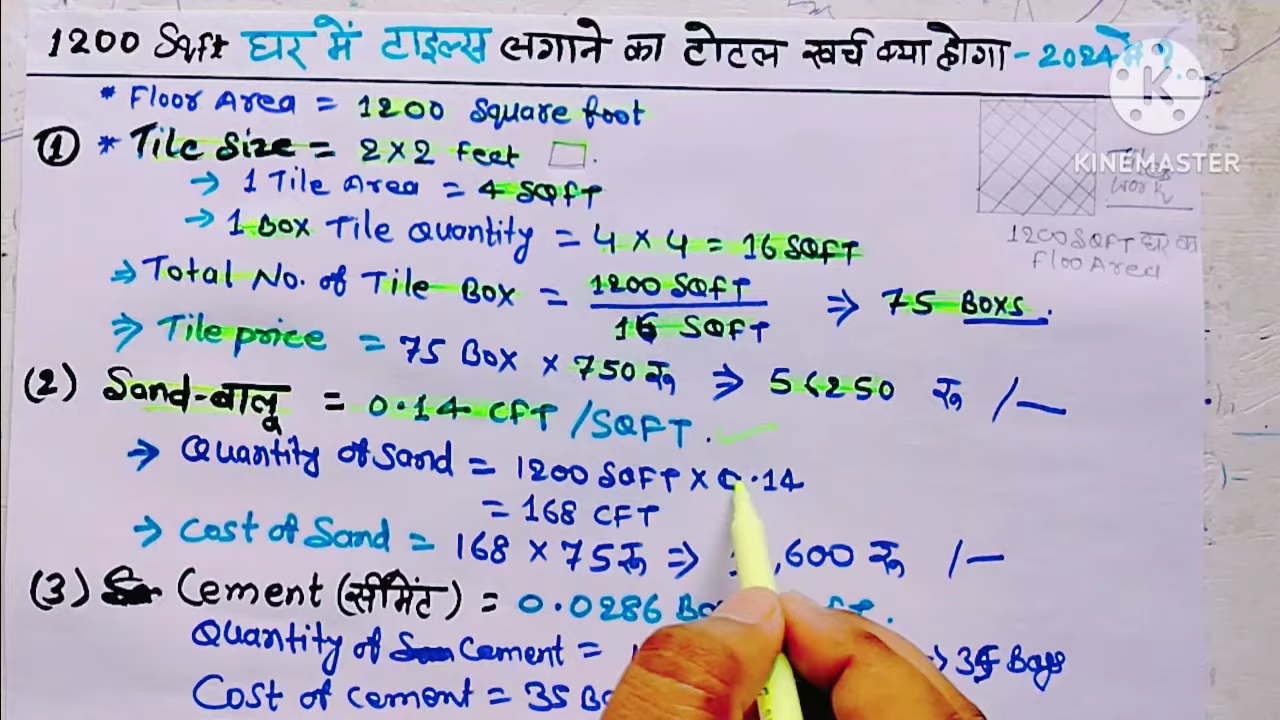 1200 Sqft घर में टाइल्स लगाने का टोटल खर्च क्या होगा - 2024 में ?
* Floor Area = 1200 Square foot
① * Tile Size = 2×2 feet
→ 1 Tile Area = 4 SQFT
→ 1 Box Tile Quantity = 4 × 4 = 16 SQFT
⇒ Total No. of Tile Box = 1200 SQFT / 16 SQFT ⇒ 75 Boxs.
⇒ Tile price = 75 Box × 750 रु ⇒ 56250 रु /—
(2) Sand-बालू = 0.14 CFT /SQFT.
→ Quantity of Sand = 1200 SQFT × 0.14
= 168 CFT
→ Cost of Sand = 168 × 75 रु ⇒ ,600 रु /—
(3) Cement (सीमेंट) = 0.0286
Quantity of Cement = → 35 Bags
Cost of cement = 35
K
KINEMASTER
Tiles
work
1200 SQFT घर का
Floo Area